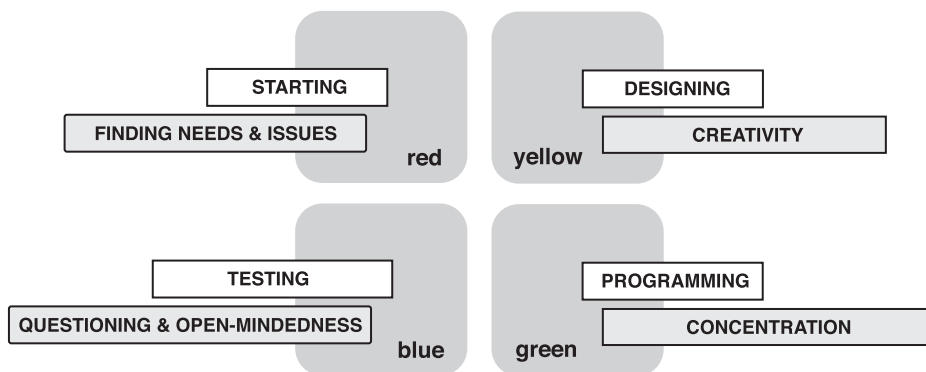 STARTING
FINDING NEEDS & ISSUES
red
DESIGNING
CREATIVITY
yellow
TESTING
QUESTIONING & OPEN-MINDEDNESS
blue
PROGRAMMING
CONCENTRATION
green